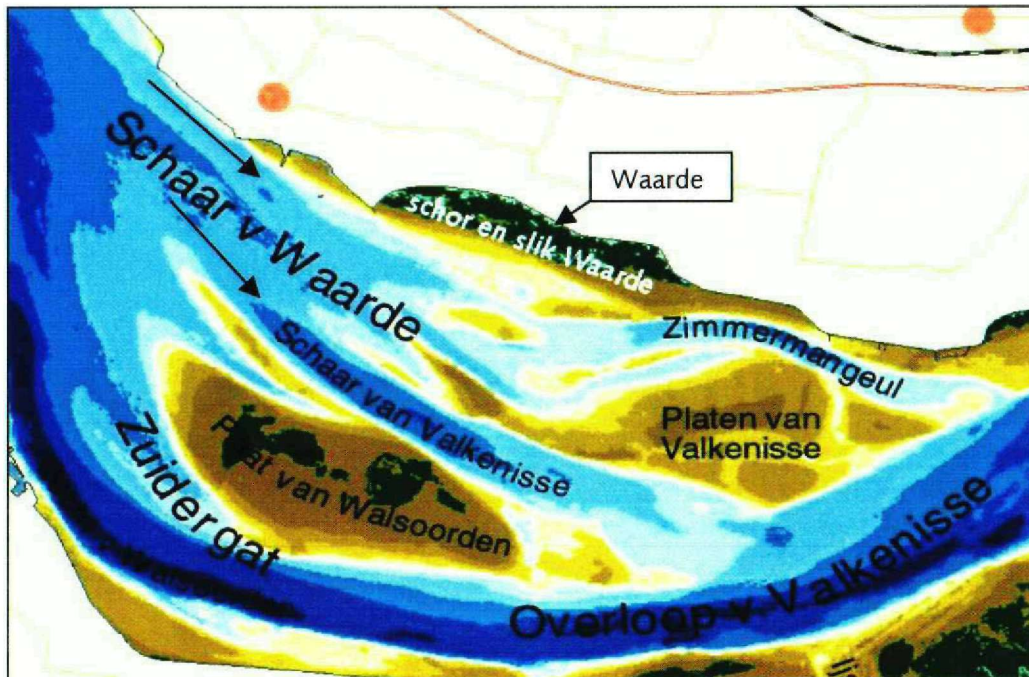 Waarde
Schaar v. Waarde
schor en slik Waarde
Zimmermangeul
Schaar van Valkenisse
Platen van
Valkenisse
Plaat van Walsoorden
Zuidergat
Overloop v. Valkenisse